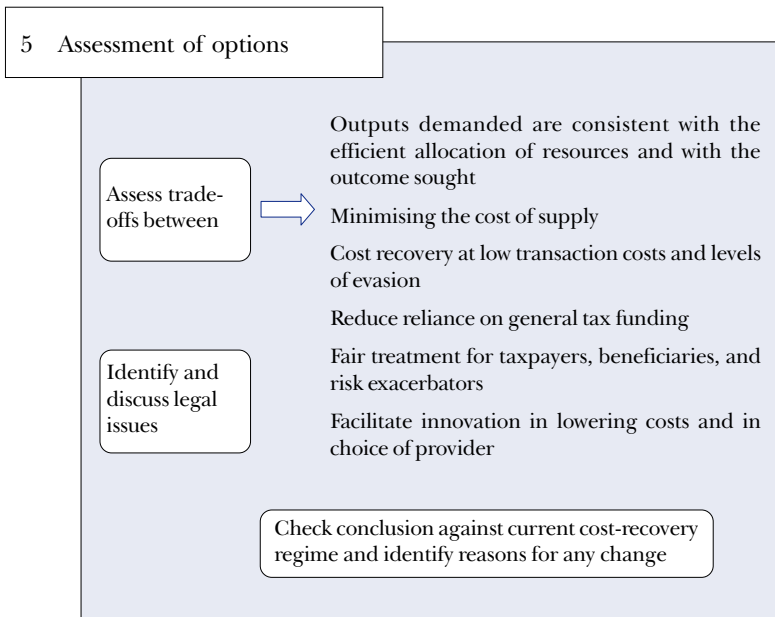 5 Assessment of options
Assess trade-
offs between
Outputs demanded are consistent with the
efficient allocation of resources and with the
outcome sought
Minimising the cost of supply
Cost recovery at low transaction costs and levels
of evasion
Reduce reliance on general tax funding
Identify and
discuss legal
issues
Fair treatment for taxpayers, beneficiaries, and
risk exacerbators
Facilitate innovation in lowering costs and in
choice of provider
Check conclusion against current cost-recovery
regime and identify reasons for any change